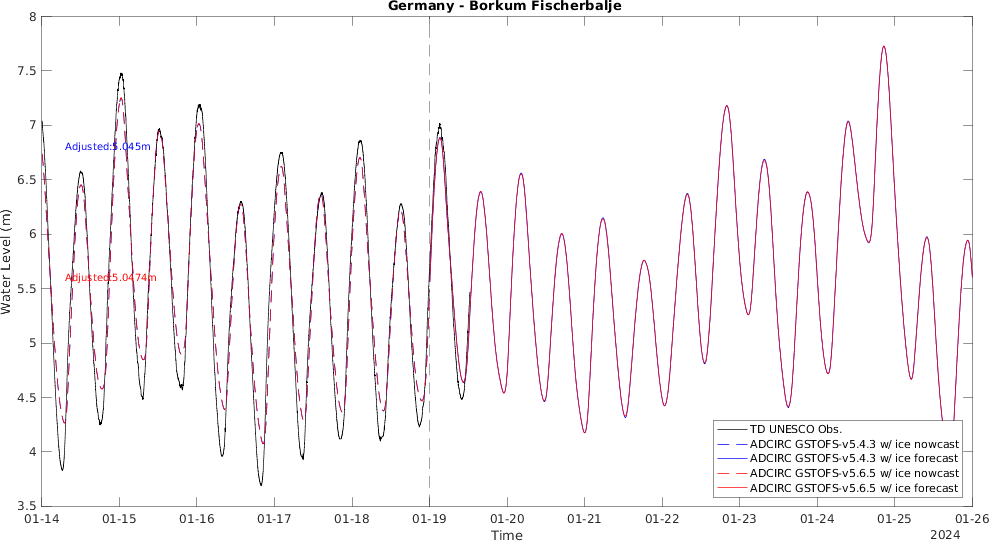 Germany - Borkum Fischerbalje
8
7.5
7
6.5
6
5.5
5
4.5
4
3.5
Water Level (m)
Adjusted:5.045m
Adjusted:5.0474m
TD UNESCO Obs.
ADCIRC GSTOFS-v5.4.3 w/ ice nowcast
ADCIRC GSTOFS-v5.4.3 w/ ice forecast
ADCIRC GSTOFS-v5.6.5 w/ ice nowcast
ADCIRC GSTOFS-v5.6.5 w/ ice forecast
01-14 01-15 01-16 01-17 01-18 01-19 01-20 01-21 01-22 01-23 01-24 01-25 01-26
Time
2024